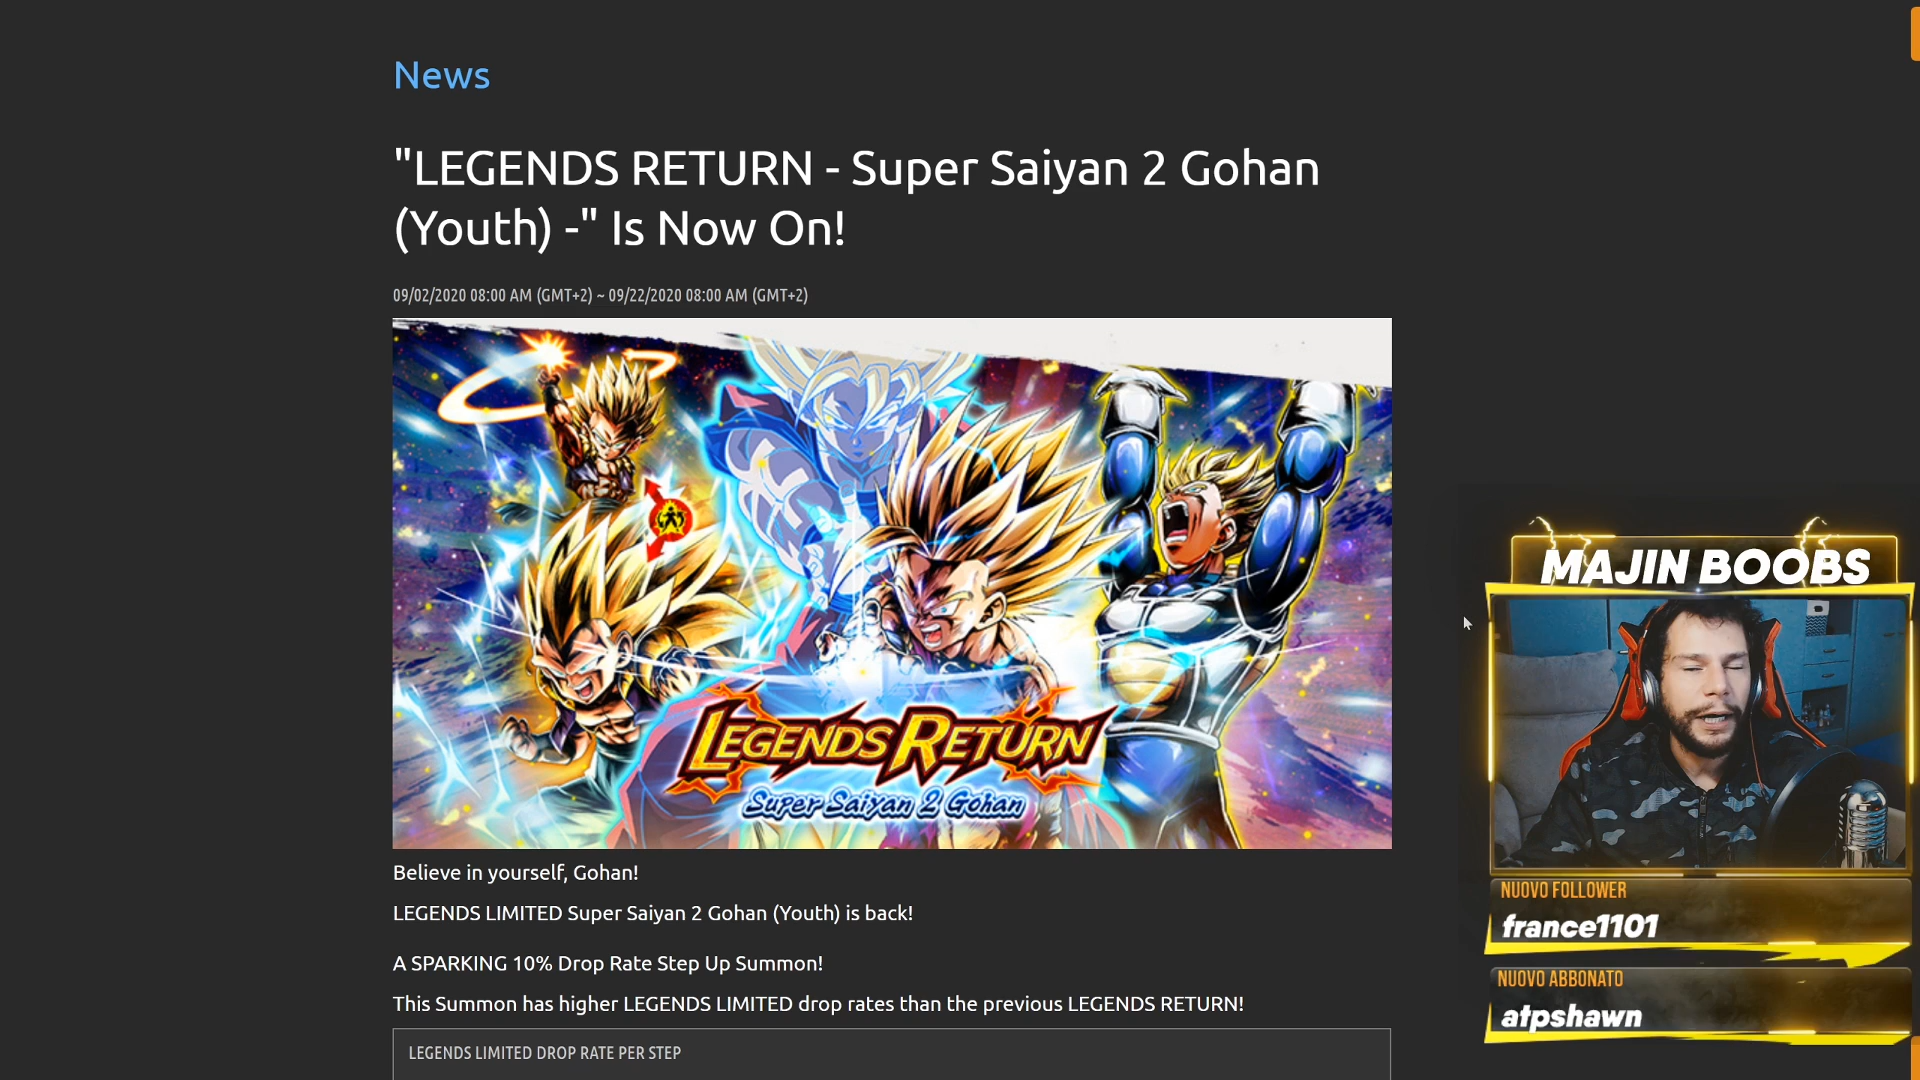 News
"LEGENDS RETURN - Super Saiyan 2 Gohan
(Youth) -" Is Now On!
09/02/2020 08:00 AM (GMT+2) ~ 09/22/2020 08:00 AM (GMT+2)
LEGENDS RETURN
Super Saiyan 2 Gohan
Believe in yourself, Gohan!
LEGENDS LIMITED Super Saiyan 2 Gohan (Youth) is back!
A SPARKING 10% Drop Rate Step Up Summon!
This Summon has higher LEGENDS LIMITED drop rates than the previous LEGENDS RETURN!
LEGENDS LIMITED DROP RATE PER STEP
MAJIN BOOBS
NUOVO FOLLOWER
france1101
NUOVO ABBONATO
atpshawn